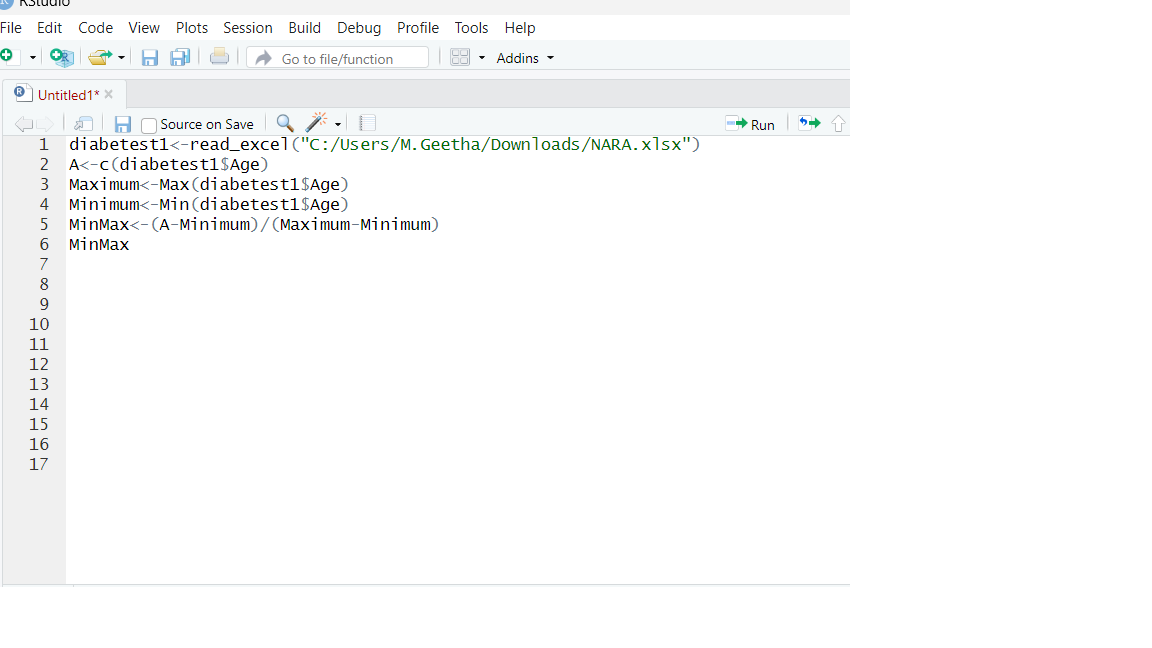 RStudio
File Edit Code View Plots Session Build Debug Profile Tools Help
Go to file/function Addins
Untitled1*
Source on Save Run
1 diabetest1<-read_excel("C:/Users/M.Geetha/Downloads/NARA.xlsx")
2 A<-c(diabetest1$Age)
3 Maximum<-Max(diabetest1$Age)
4 Minimum<-Min(diabetest1$Age)
5 MinMax<-(A-Minimum)/(Maximum-Minimum)
6 MinMax
7
8
9
10
11
12
13
14
15
16
17